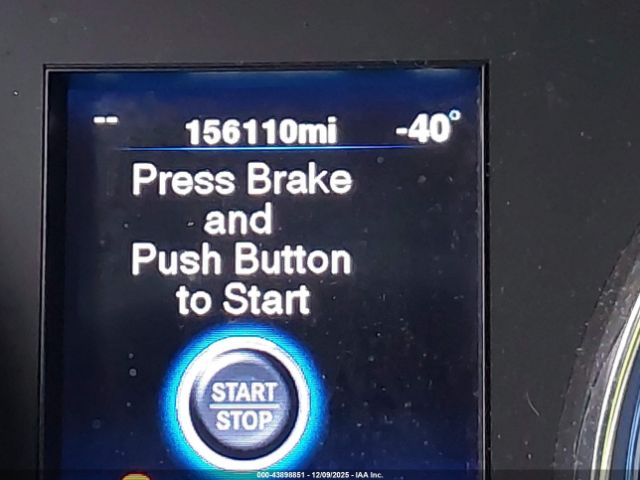 -- 156110mi -40°
Press Brake
and
Push Button
to Start
START
STOP
000-43898851 - 12/09/2025 - IAA Inc.